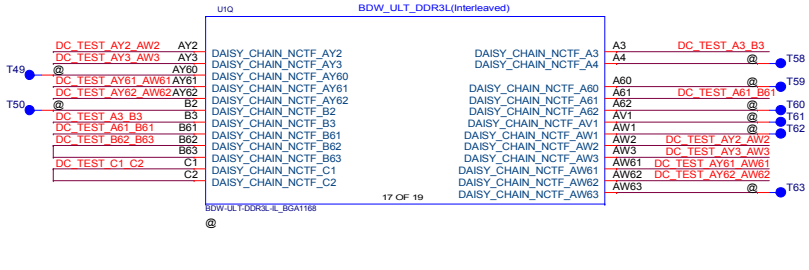 U1Q
BDW_ULT_DDR3L(Interleaved)
DC_TEST_AY2_AW2 AY2 DAISY_CHAIN_NCTF_AY2
DC_TEST_AY3_AW3 AY3 DAISY_CHAIN_NCTF_AY3
T49 @ AY60 DAISY_CHAIN_NCTF_AY60
DC_TEST_AY61_AW61 AY61 DAISY_CHAIN_NCTF_AY61
DC_TEST_AY62_AW62 AY62 DAISY_CHAIN_NCTF_AY62
T50 @ B2 DAISY_CHAIN_NCTF_B2
DC_TEST_A3_B3 B3 DAISY_CHAIN_NCTF_B3
DC_TEST_A61_B61 B61 DAISY_CHAIN_NCTF_B61
DC_TEST_B62_B63 B62 DAISY_CHAIN_NCTF_B62
B63 DAISY_CHAIN_NCTF_B63
DC_TEST_C1_C2 C1 DAISY_CHAIN_NCTF_C1
C2 DAISY_CHAIN_NCTF_C2
DAISY_CHAIN_NCTF_A3 A3 DC_TEST_A3_B3
DAISY_CHAIN_NCTF_A4 A4 @ T58
DAISY_CHAIN_NCTF_A60 A60 @ T59
DAISY_CHAIN_NCTF_A61 A61 DC_TEST_A61_B61
DAISY_CHAIN_NCTF_A62 A62 @ T60
DAISY_CHAIN_NCTF_AV1 AV1 @ T61
DAISY_CHAIN_NCTF_AW1 AW1 @ T62
DAISY_CHAIN_NCTF_AW2 AW2 DC_TEST_AY2_AW2
DAISY_CHAIN_NCTF_AW3 AW3 DC_TEST_AY3_AW3
DAISY_CHAIN_NCTF_AW61 AW61 DC_TEST_AY61_AW61
DAISY_CHAIN_NCTF_AW62 AW62 DC_TEST_AY62_AW62
DAISY_CHAIN_NCTF_AW63 AW63 @ T63
17 OF 19
BDW-ULT-DDR3L-IL_BGA1168
@